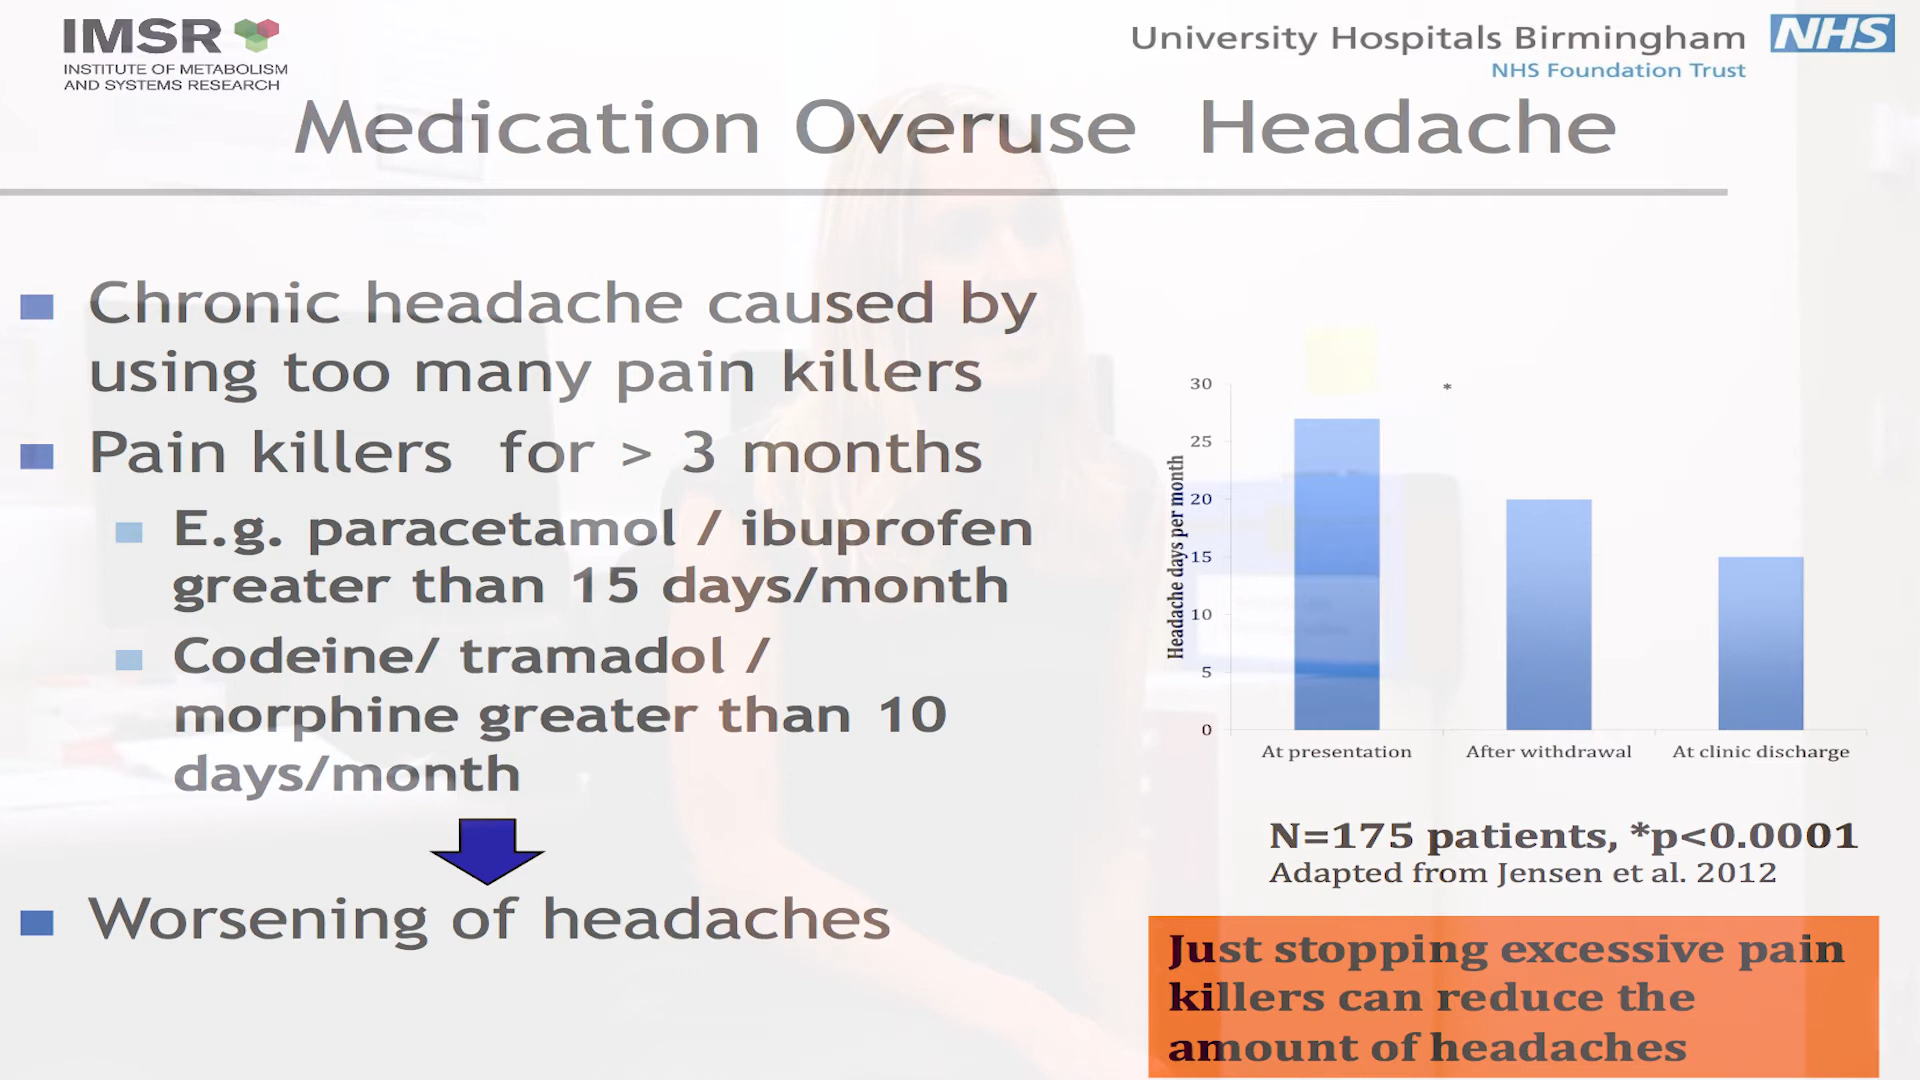 IMSR
INSTITUTE OF METABOLISM
AND SYSTEMS RESEARCH
University Hospitals Birmingham NHS
NHS Foundation Trust
Medication Overuse Headache
Chronic headache caused by
using too many pain killers
Pain killers for > 3 months
E.g. paracetamol / ibuprofen
greater than 15 days/month
Codeine/ tramadol /
morphine greater than 10
days/month
Worsening of headaches
Headache days per month
30
*
25
20
15
10
5
0
At presentation After withdrawal At clinic discharge
N=175 patients, *p<0.0001
Adapted from Jensen et al. 2012
Just stopping excessive pain
killers can reduce the
amount of headaches